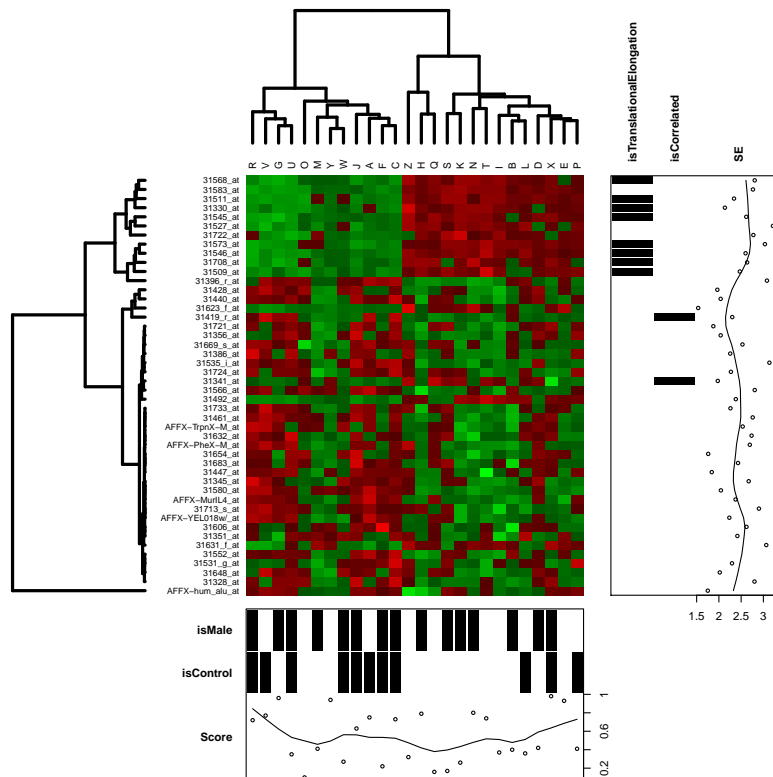 isTranslationalElongation
isCorrelated
SE
R V G U O M Y W J A F C Z H Q S K N T I B L D X E P
31568_at
31583_at
31511_at
31330_at
31545_at
31527_at
31722_at
31573_at
31546_at
31708_at
31509_at
31396_r_at
31428_at
31440_at
31623_f_at
31419_r_at
31721_at
31356_at
31669_s_at
31386_at
31535_i_at
31724_at
31341_at
31566_at
31492_at
31733_at
31461_at
AFFX−TrpnX−M_at
31632_at
AFFX−PheX−M_at
31654_at
31683_at
31447_at
31345_at
31580_at
AFFX−MurIL4_at
31713_s_at
AFFX−YEL018w/_at
31606_at
31351_at
31631_f_at
31552_at
31531_g_at
31648_at
31328_at
AFFX−hum_alu_at
1.5 2 2.5 3
isMale
isControl
Score
1
0.6
0.2